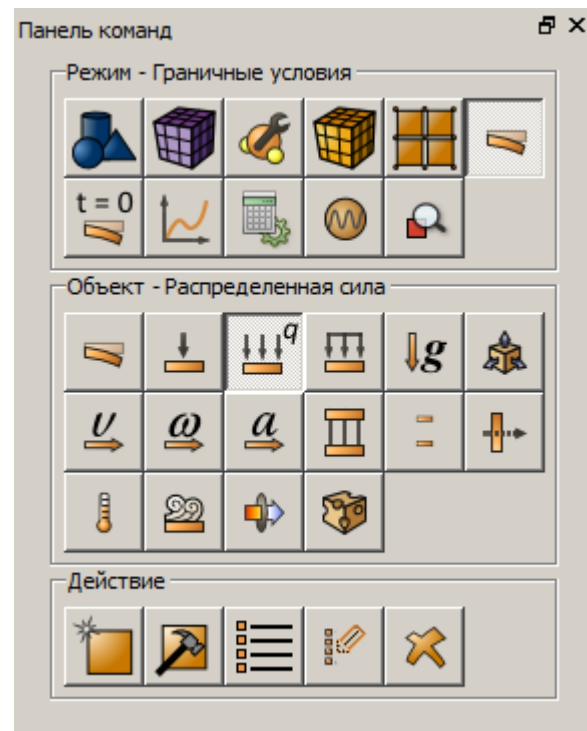 Панель команд
Режим - Граничные условия
t = 0
Объект - Распределенная сила
q
g
υ ω a
Действие